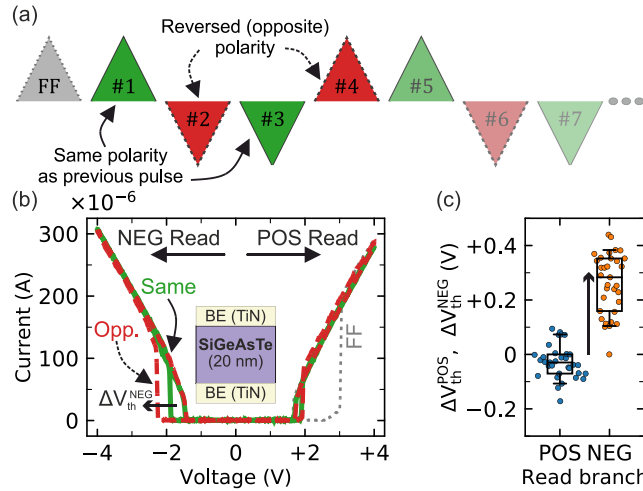 (a)
Reversed (opposite)
polarity
FF
#1
#2
#3
#4
#5
#6
#7
Same polarity
as previous pulse
(b)
×10⁻⁶
NEG Read
POS Read
Same
Opp.
ΔV_th^NEG
BE (TiN)
SiGeAsTe
(20 nm)
BE (TiN)
FF
Current (A)
300
200
100
0
−4
−2
0
+2
+4
Voltage (V)
(c)
ΔV_th^POS , ΔV_th^NEG (V)
+0.4
+0.2
0
−0.2
POS NEG
Read branch